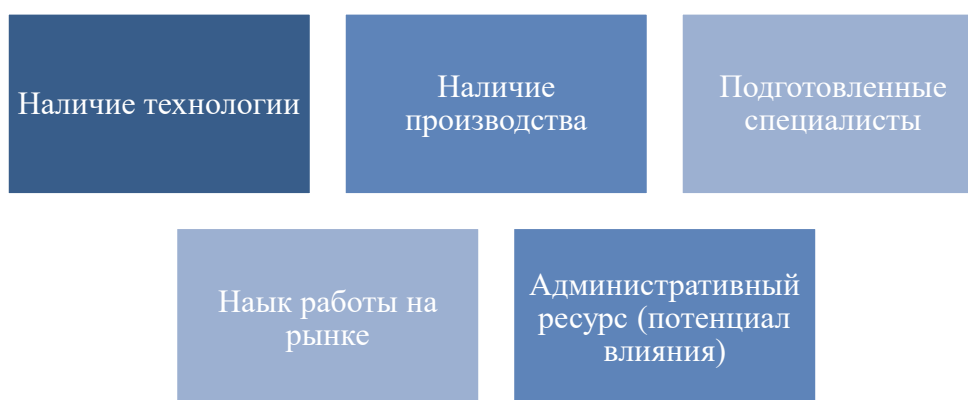 Наличие технологии
Наличие
производства
Подготовленные
специалисты
Наык работы на
рынке
Административный
ресурс (потенциал
влияния)